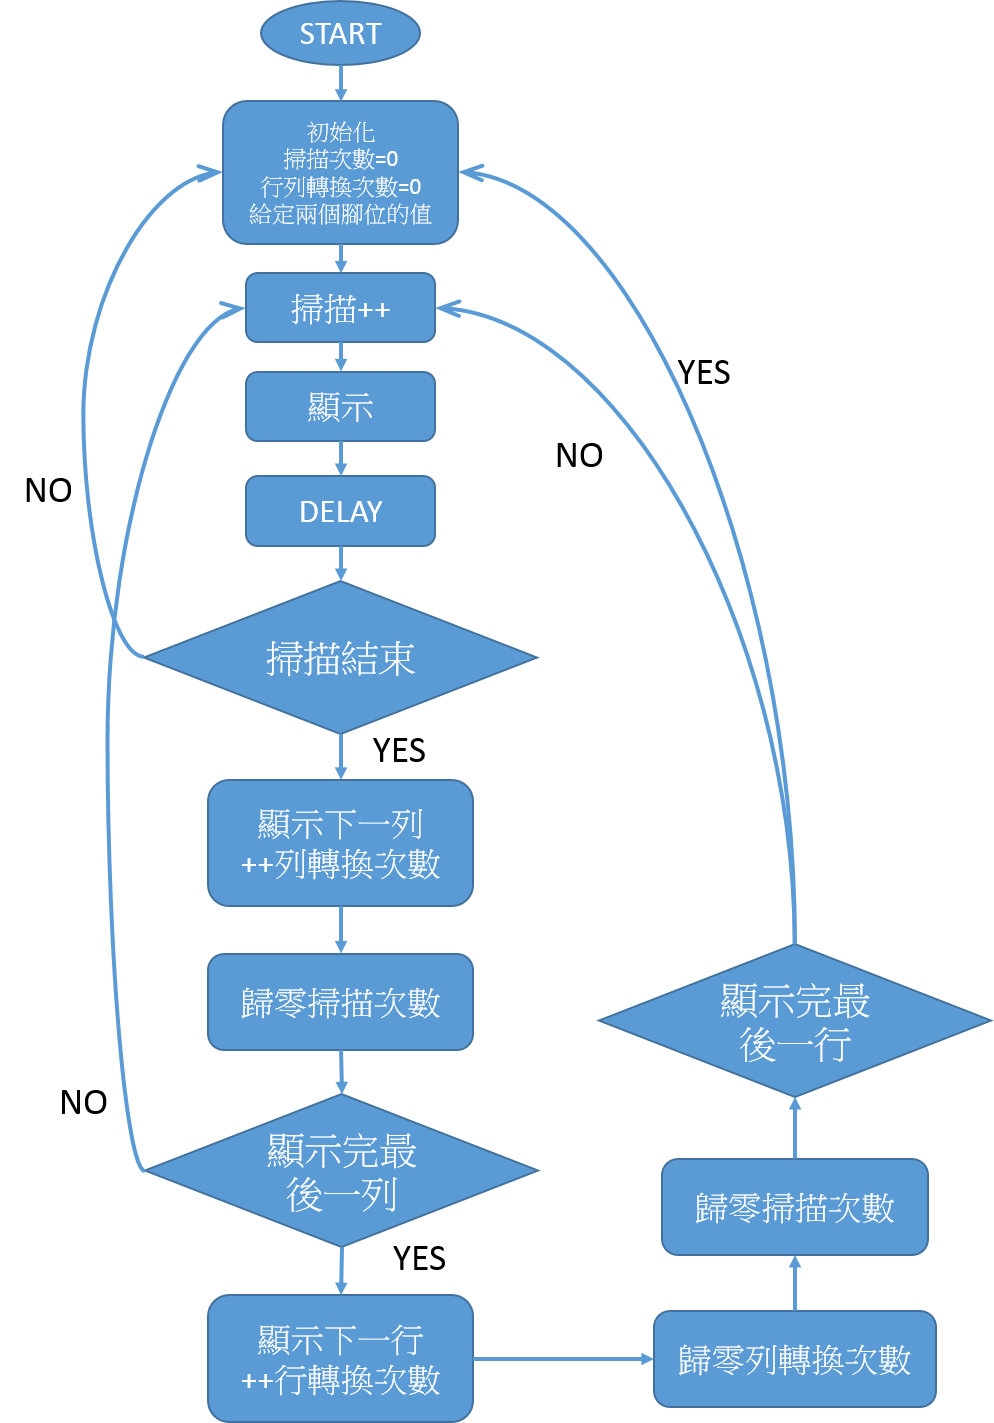 START
初始化
掃描次數=0
行列轉換次數=0
給定兩個腳位的值
掃描++
顯示
DELAY
掃描結束
NO
YES
顯示下一列
++列轉換次數
歸零掃描次數
顯示完最
後一列
NO
YES
顯示下一行
++行轉換次數
歸零列轉換次數
歸零掃描次數
顯示完最
後一行
NO
YES